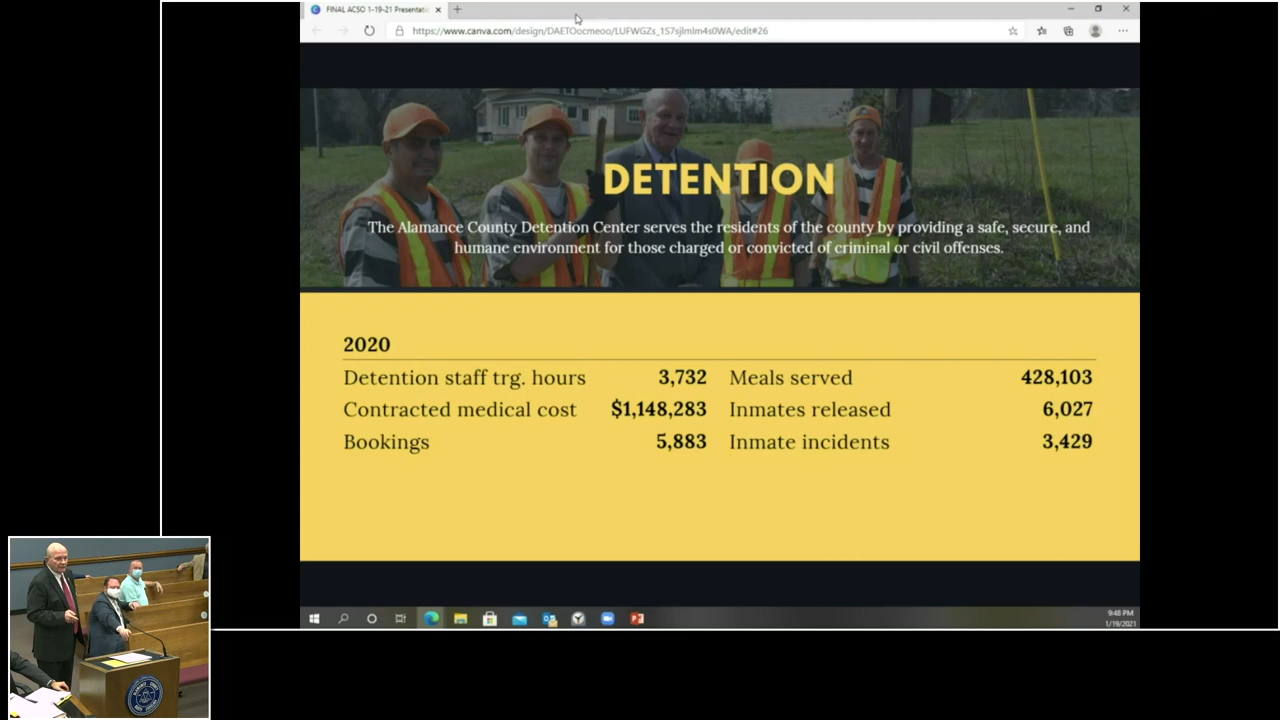 FINAL ACSO 1-19-21 Presentatic
https://www.canva.com/design/DAETOocmeoo/LUFWGZs_1S7sjlmlm4s0WA/edit#26
DETENTION
The Alamance County Detention Center serves the residents of the county by providing a safe, secure, and
humane environment for those charged or convicted of criminal or civil offenses.
2020
Detention staff trg. hours 3,732 Meals served 428,103
Contracted medical cost $1,148,283 Inmates released 6,027
Bookings 5,883 Inmate incidents 3,429
9:48 PM
1/19/2021